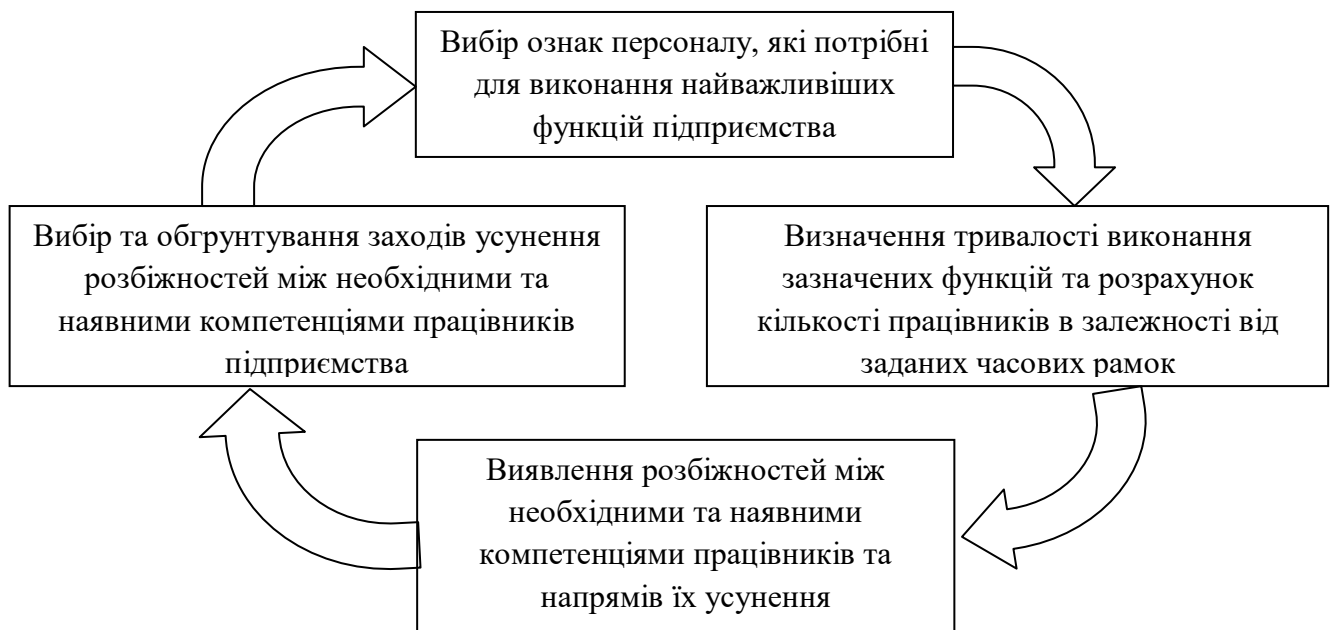 Вибір ознак персоналу, які потрібні
для виконання найважливіших
функцій підприємства
Визначення тривалості виконання
зазначених функцій та розрахунок
кількості працівників в залежності від
заданих часових рамок
Виявлення розбіжностей між
необхідними та наявними
компетенціями працівників та
напрямів їх усунення
Вибір та обгрунтування заходів усунення
розбіжностей між необхідними та
наявними компетенціями працівників
підприємства